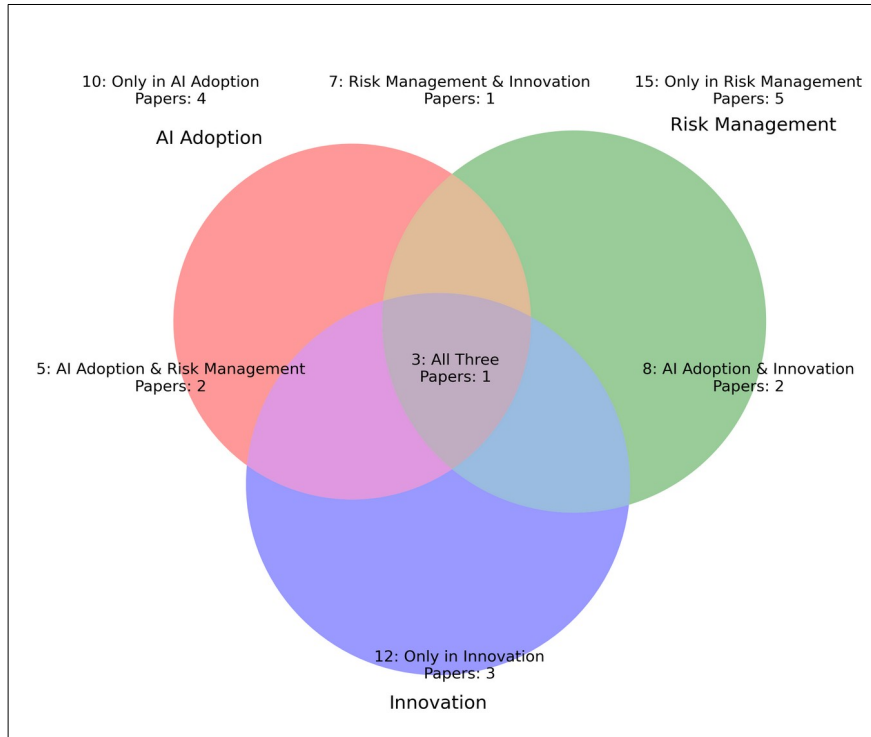 10: Only in AI Adoption
Papers: 4
7: Risk Management & Innovation
Papers: 1
15: Only in Risk Management
Papers: 5
AI Adoption
Risk Management
5: AI Adoption & Risk Management
Papers: 2
3: All Three
Papers: 1
8: AI Adoption & Innovation
Papers: 2
12: Only in Innovation
Papers: 3
Innovation